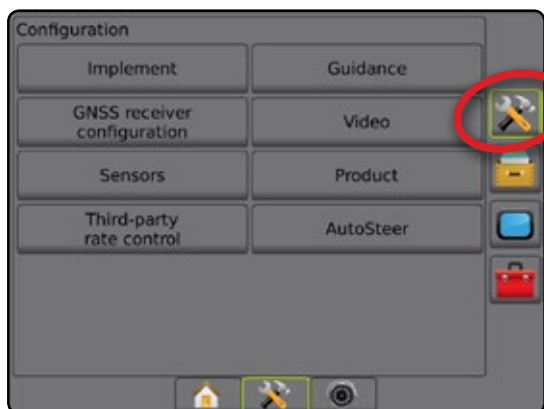 Configuration
Implement
Guidance
GNSS receiver
configuration
Video
Sensors
Product
Third-party
rate control
AutoSteer